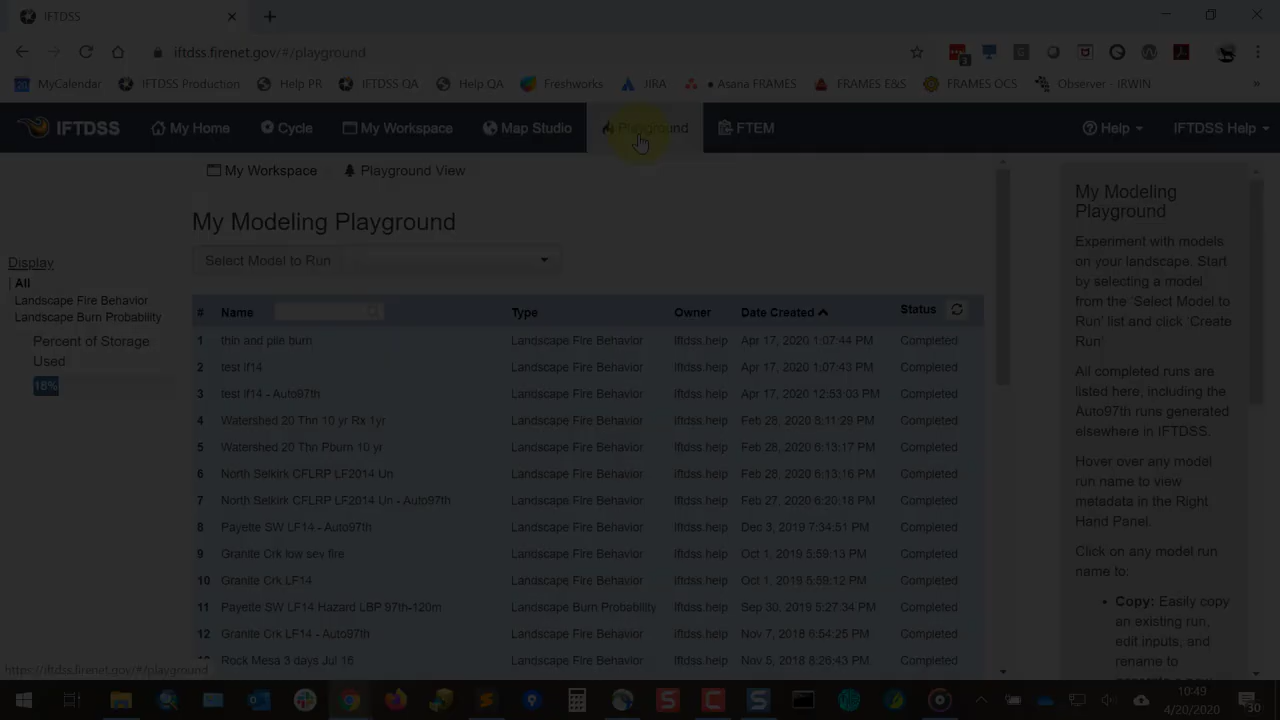 IFTDSS
iftdss.firenet.gov/#/playground
3
MyCalendar
IFTDSS Production
Help PR
IFTDSS QA
Help QA
Freshworks
JIRA
• Asana FRAMES
FRAMES E&S
FRAMES OCS
Observer - IRWIN
»
IFTDSS
My Home
Cycle
My Workspace
Map Studio
Playground
FTEM
Help
IFTDSS Help
My Workspace
Playground View
My Modeling Playground
Select Model to Run
Display
All
Landscape Fire Behavior
Landscape Burn Probability
Percent of Storage
Used
18%
# Name Type Owner Date Created Status
1 thin and pile burn Landscape Fire Behavior iftdss.help Apr 17, 2020 1:07:44 PM Completed
2 test lf14 Landscape Fire Behavior iftdss.help Apr 17, 2020 1:07:43 PM Completed
3 test lf14 - Auto97th Landscape Fire Behavior iftdss.help Apr 17, 2020 12:53:03 PM Completed
4 Watershed 20 Thn 10 yr Rx 1yr Landscape Fire Behavior iftdss.help Feb 28, 2020 8:11:29 PM Completed
5 Watershed 20 Thn Pburn 10 yr Landscape Fire Behavior iftdss.help Feb 28, 2020 6:13:17 PM Completed
6 North Selkirk CFLRP LF2014 Un Landscape Fire Behavior iftdss.help Feb 28, 2020 6:13:16 PM Completed
7 North Selkirk CFLRP LF2014 Un - Auto97th Landscape Fire Behavior iftdss.help Feb 27, 2020 6:20:18 PM Completed
8 Payette SW LF14 - Auto97th Landscape Fire Behavior iftdss.help Dec 3, 2019 7:34:51 PM Completed
9 Granite Crk low sev fire Landscape Fire Behavior iftdss.help Oct 1, 2019 5:59:13 PM Completed
10 Granite Crk LF14 Landscape Fire Behavior iftdss.help Oct 1, 2019 5:59:12 PM Completed
11 Payette SW LF14 Hazard LBP 97th-120m Landscape Burn Probability iftdss.help Sep 30, 2019 5:27:34 PM Completed
12 Granite Crk LF14 - Auto97th Landscape Fire Behavior iftdss.help Nov 7, 2018 6:54:25 PM Completed
Rock Mesa 3 days Jul 16 Landscape Fire Behavior iftdss.help Nov 5, 2018 8:26:43 PM Completed
My Modeling
Playground
Experiment with models
on your landscape. Start
by selecting a model
from the 'Select Model to
Run' list and click 'Create
Run'
All completed runs are
listed here, including the
Auto97th runs generated
elsewhere in IFTDSS.
Hover over any model
run name to view
metadata in the Right
Hand Panel.
Click on any model run
name to:
• Copy: Easily copy
an existing run,
edit inputs, and
rename to
https://iftdss.firenet.gov/#/playground
10:49
4/20/2020
30